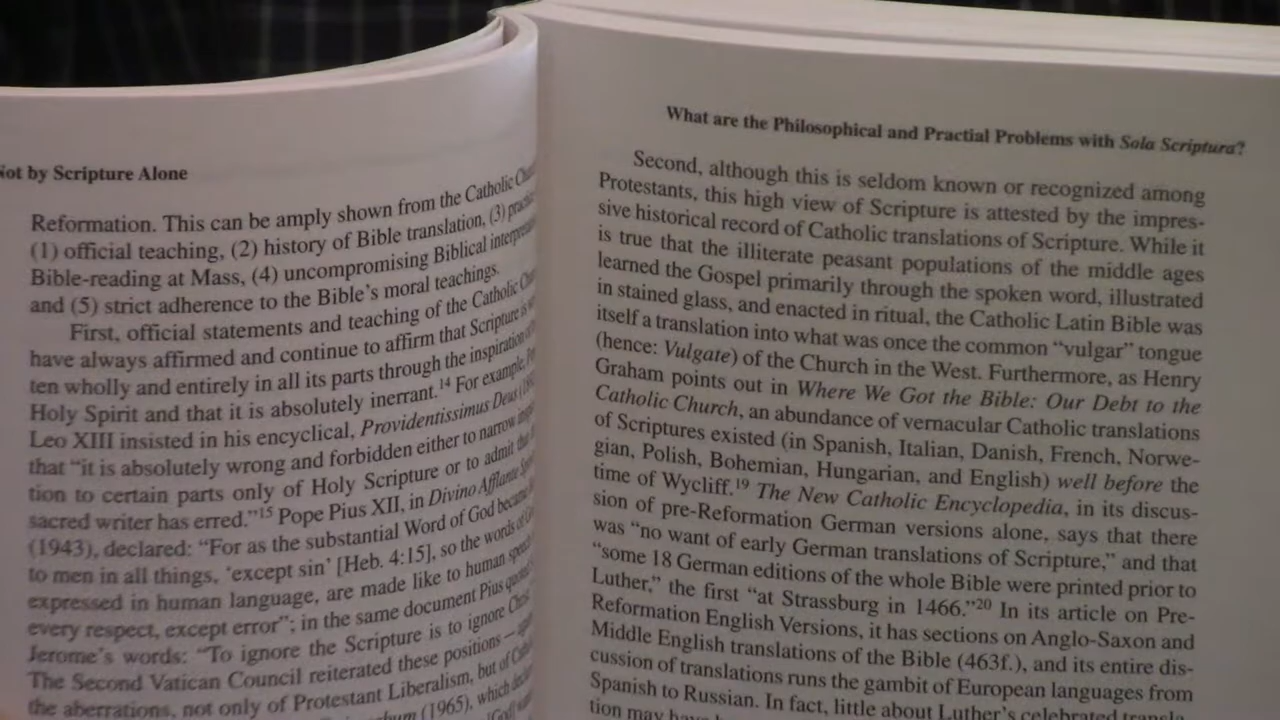 Not by Scripture Alone
Reformation. This can be amply shown from the Catholic
(1) official teaching, (2) history of Bible translation, (3)
Bible-reading at Mass, (4) uncompromising Biblical
and (5) strict adherence to the Bible's moral teachings.
First, official statements and teaching of the Catholic
have always affirmed and continue to affirm that Scripture is
ten wholly and entirely in all its parts through the inspiration
Holy Spirit and that it is absolutely inerrant.14 For example,
Leo XIII insisted in his encyclical, Providentissimus Deus
that "it is absolutely wrong and forbidden either to narrow
tion to certain parts only of Holy Scripture or to admit that
sacred writer has erred."15 Pope Pius XII, in Divino Afflante
(1943), declared: "For as the substantial Word of God became
to men in all things, 'except sin' [Heb. 4:15], so the words of
expressed in human language, are made like to human
every respect, except error"; in the same document Pius
Jerome's words: "To ignore the Scripture is to ignore
The Second Vatican Council reiterated these positions —
the aberrations, not only of Protestant Liberalism, but of
(1965), which
What are the Philosophical and Practial Problems with Sola Scriptura?
Second, although this is seldom known or recognized among
Protestants, this high view of Scripture is attested by the impres-
sive historical record of Catholic translations of Scripture. While it
is true that the illiterate peasant populations of the middle ages
learned the Gospel primarily through the spoken word, illustrated
in stained glass, and enacted in ritual, the Catholic Latin Bible was
itself a translation into what was once the common "vulgar" tongue
(hence: Vulgate) of the Church in the West. Furthermore, as Henry
Graham points out in Where We Got the Bible: Our Debt to the
Catholic Church, an abundance of vernacular Catholic translations
of Scriptures existed (in Spanish, Italian, Danish, French, Norwe-
gian, Polish, Bohemian, Hungarian, and English) well before the
time of Wycliff.19 The New Catholic Encyclopedia, in its discus-
sion of pre-Reformation German versions alone, says that there
was "no want of early German translations of Scripture," and that
"some 18 German editions of the whole Bible were printed prior to
Luther," the first "at Strassburg in 1466."20 In its article on Pre-
Reformation English Versions, it has sections on Anglo-Saxon and
Middle English translations of the Bible (463f.), and its entire dis-
cussion of translations runs the gambit of European languages from
Spanish to Russian. In fact, little about Luther's celebrated
tion may